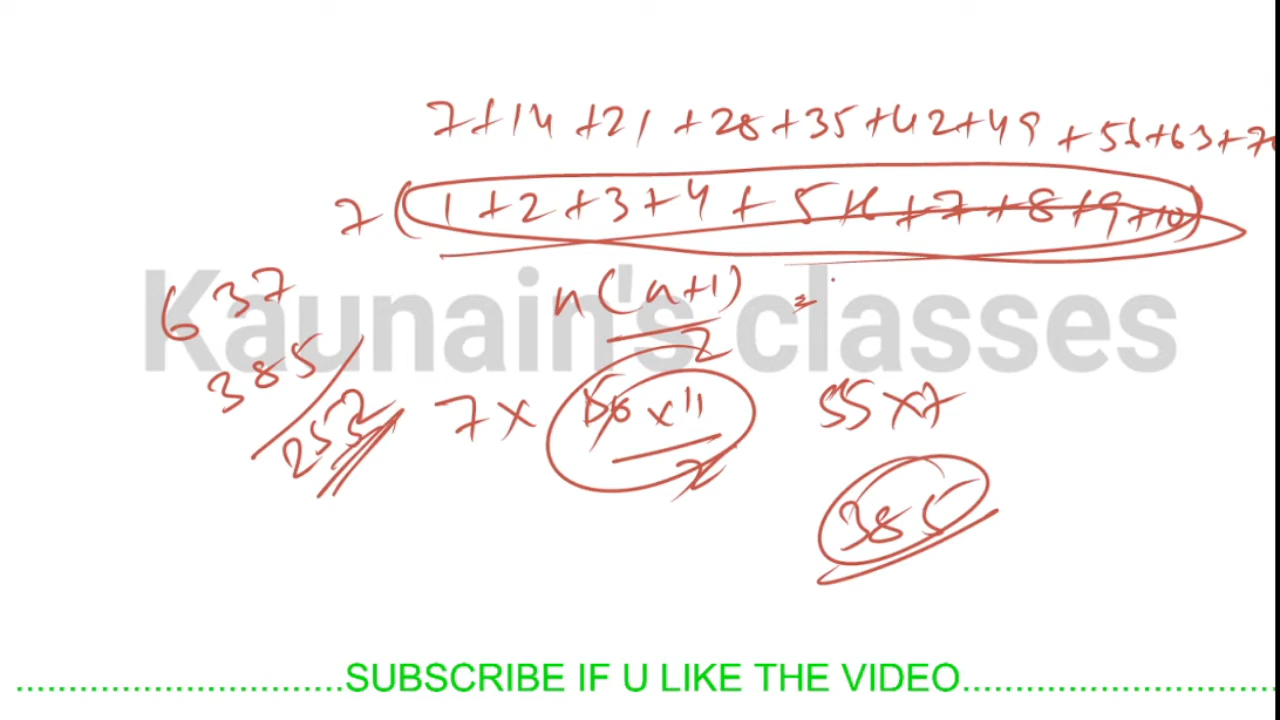 7+14+21+28+35+42+49+56+63+70
7(1+2+3+4+5+6+7+8+9+10)
637
n(n+1) =
2
385
252
7 × 10 × 11
2
55 × 7
385
Kaunain's classes
SUBSCRIBE IF U LIKE THE VIDEO